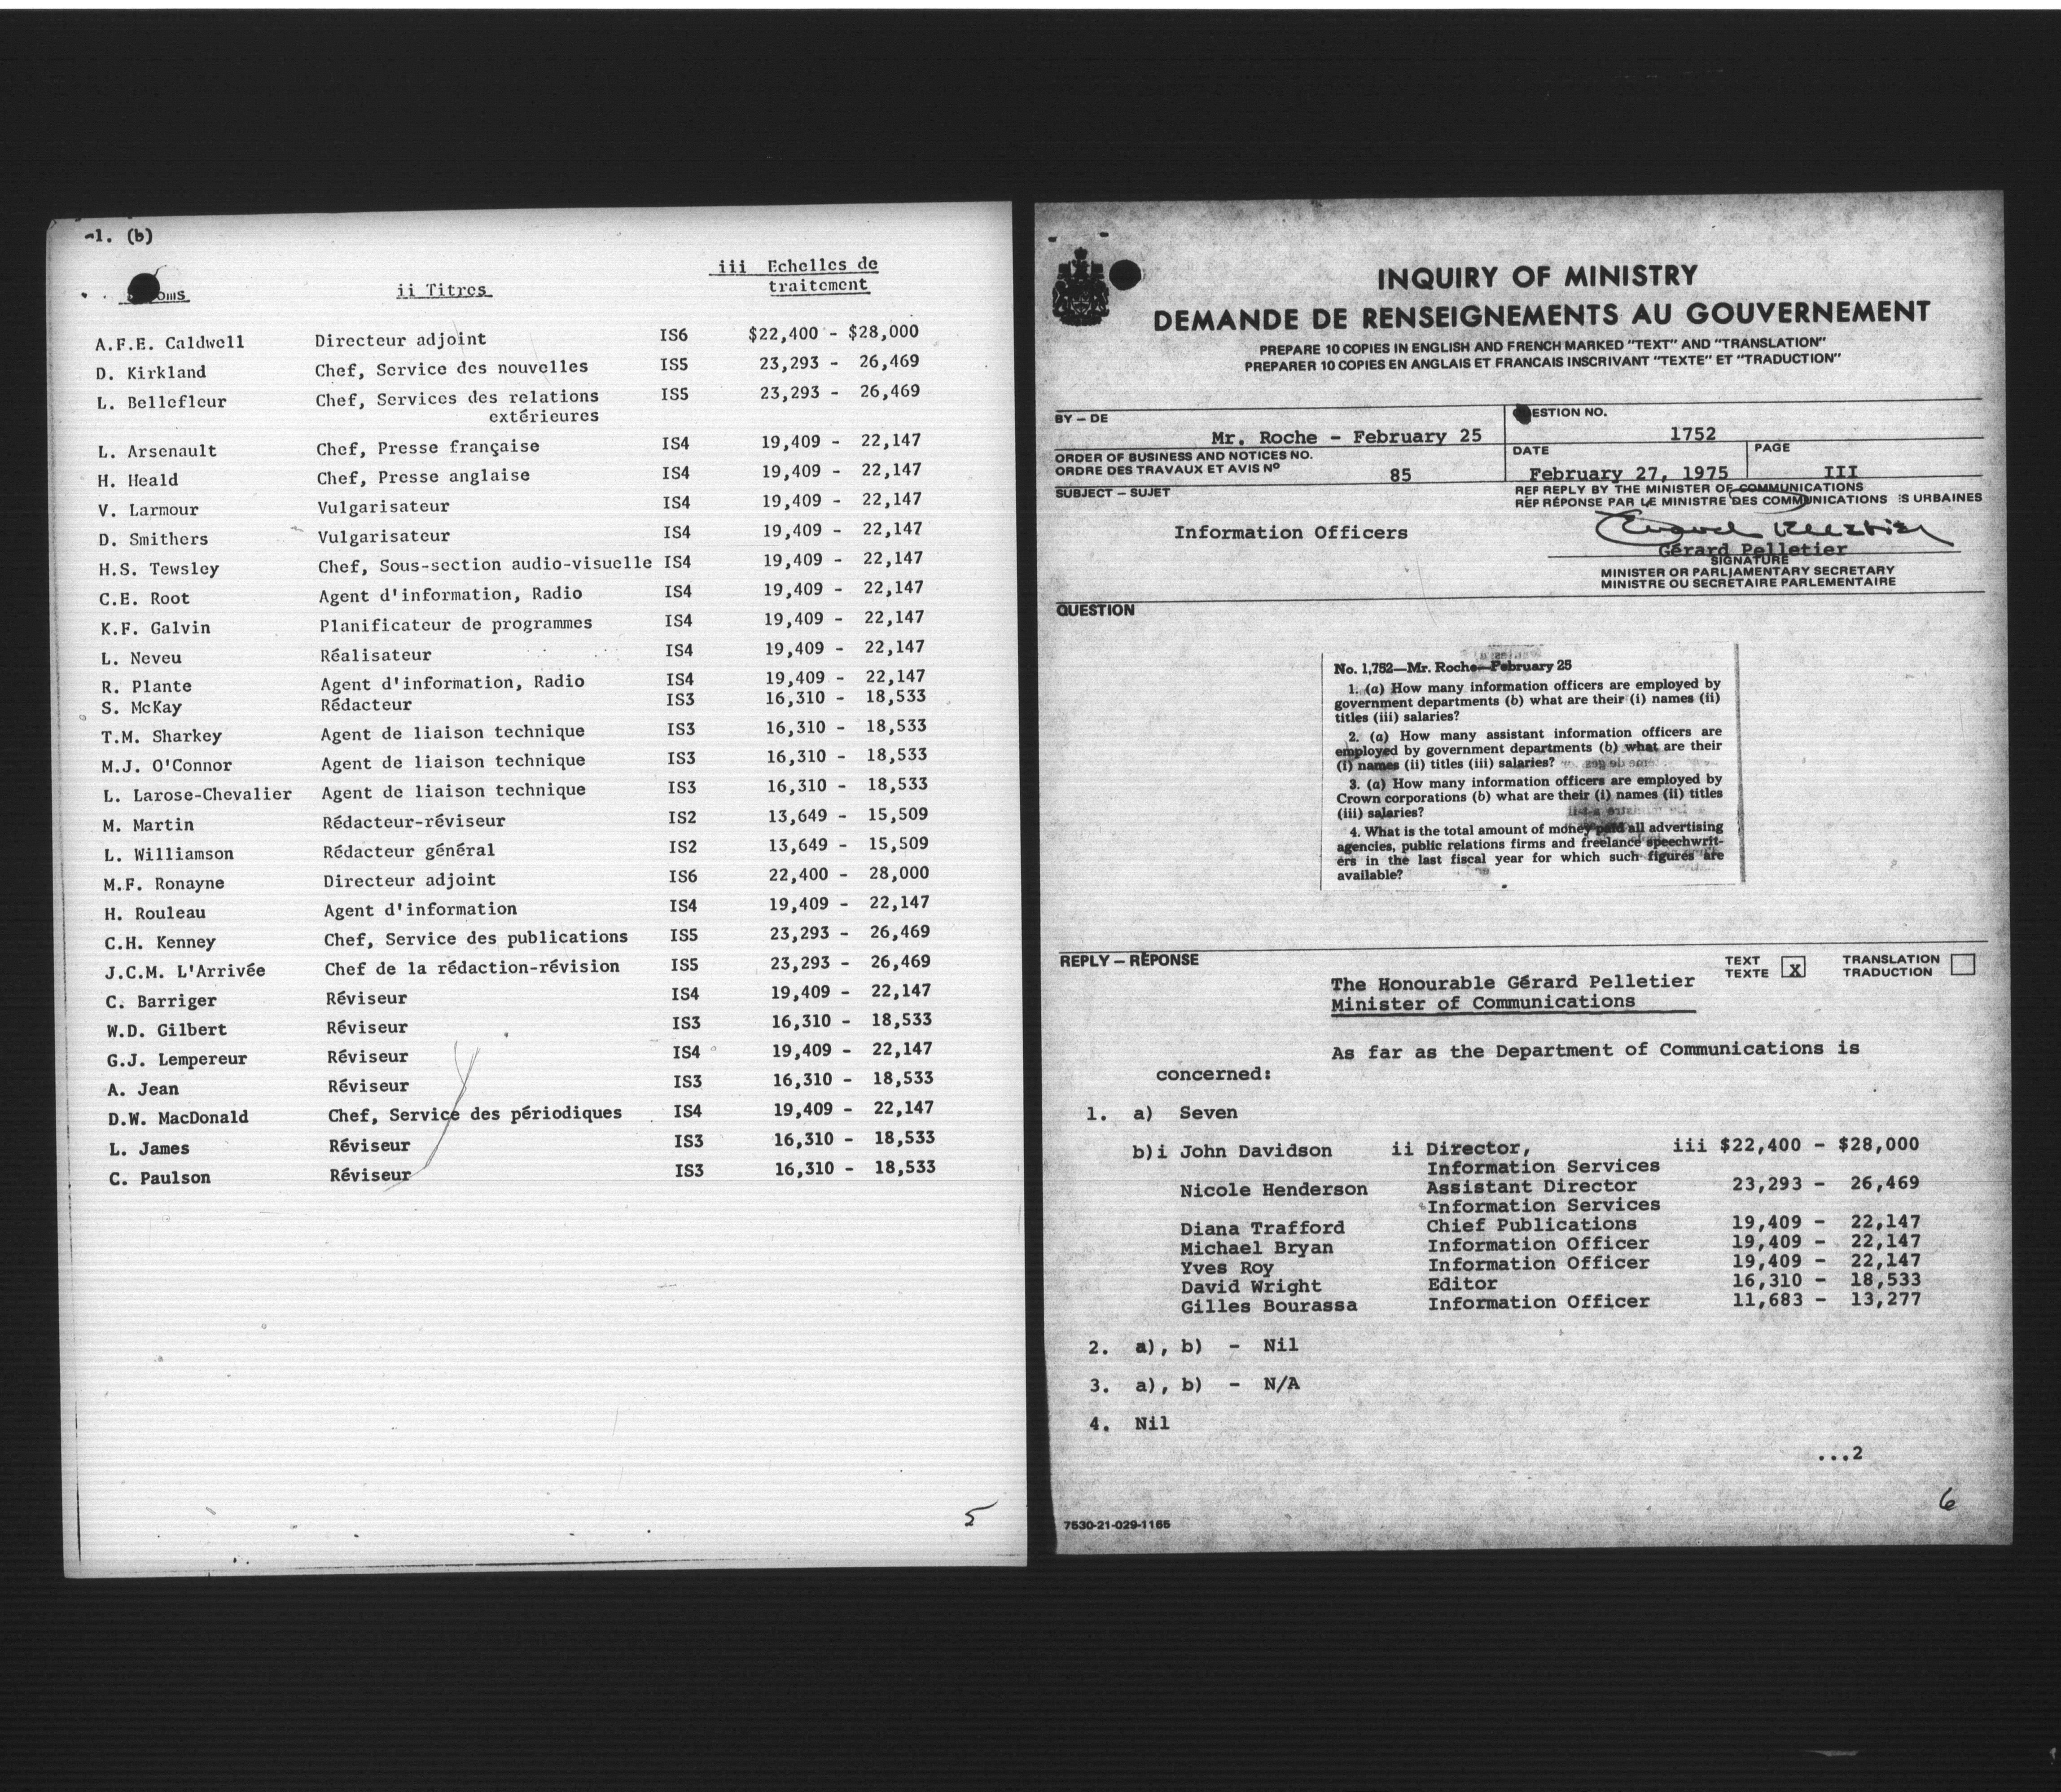 1. (b)
ii Titres
iii Echelles de
traitement
A.F.E. Caldwell Directeur adjoint IS6 $22,400 - $28,000
D. Kirkland Chef, Service des nouvelles IS5 23,293 - 26,469
L. Bellefleur Chef, Services des relations IS5 23,293 - 26,469
extérieures
L. Arsenault Chef, Presse française IS4 19,409 - 22,147
H. Heald Chef, Presse anglaise IS4 19,409 - 22,147
V. Larmour Vulgarisateur IS4 19,409 - 22,147
D. Smithers Vulgarisateur IS4 19,409 - 22,147
H.S. Tewsley Chef, Sous-section audio-visuelle IS4 19,409 - 22,147
C.E. Root Agent d'information, Radio IS4 19,409 - 22,147
K.F. Galvin Planificateur de programmes IS4 19,409 - 22,147
L. Neveu Réalisateur IS4 19,409 - 22,147
R. Plante Agent d'information, Radio IS4 19,409 - 22,147
S. McKay Rédacteur IS3 16,310 - 18,533
T.M. Sharkey Agent de liaison technique IS3 16,310 - 18,533
M.J. O'Connor Agent de liaison technique IS3 16,310 - 18,533
L. Larose-Chevalier Agent de liaison technique IS3 16,310 - 18,533
M. Martin Rédacteur-réviseur IS2 13,649 - 15,509
L. Williamson Rédacteur général IS2 13,649 - 15,509
M.F. Ronayne Directeur adjoint IS6 22,400 - 28,000
H. Rouleau Agent d'information IS4 19,409 - 22,147
C.H. Kenney Chef, Service des publications IS5 23,293 - 26,469
J.C.M. L'Arrivée Chef de la rédaction-révision IS5 23,293 - 26,469
C. Barriger Réviseur IS4 19,409 - 22,147
W.D. Gilbert Réviseur IS3 16,310 - 18,533
G.J. Lempereur Réviseur IS4 19,409 - 22,147
A. Jean Réviseur IS3 16,310 - 18,533
D.W. MacDonald Chef, Service des périodiques IS4 19,409 - 22,147
L. James Réviseur IS3 16,310 - 18,533
C. Paulson Réviseur IS3 16,310 - 18,533
5
INQUIRY OF MINISTRY
DEMANDE DE RENSEIGNEMENTS AU GOUVERNEMENT
PREPARE 10 COPIES IN ENGLISH AND FRENCH MARKED "TEXT" AND "TRANSLATION"
PREPARER 10 COPIES EN ANGLAIS ET FRANCAIS INSCRIVANT "TEXTE" ET "TRADUCTION"
BY – DE
Mr. Roche - February 25
ESTION NO.
1752
ORDER OF BUSINESS AND NOTICES NO.
ORDRE DES TRAVAUX ET AVIS Nº
85
DATE
February 27, 1975
PAGE
III
SUBJECT – SUJET
Information Officers
REF REPLY BY THE MINISTER OF COMMUNICATIONS
REF RÉPONSE PAR LE MINISTRE DES COMMUNICATIONS S URBAINES
Gérard Pelletier
Gérard Pelletier
SIGNATURE
MINISTER OR PARLIAMENTARY SECRETARY
MINISTRE OU SECRÉTAIRE PARLEMENTAIRE
QUESTION
No. 1,752—Mr. Roche—February 25
1. (a) How many information officers are employed by
government departments (b) what are their (i) names (ii)
titles (iii) salaries?
2. (a) How many assistant information officers are
employed by government departments (b) what are their
(i) names (ii) titles (iii) salaries?
3. (a) How many information officers are employed by
Crown corporations (b) what are their (i) names (ii) titles
(iii) salaries?
4. What is the total amount of money paid all advertising
agencies, public relations firms and freelance speechwrit-
ers in the last fiscal year for which such figures are
available?
REPLY – RÉPONSE
TEXT
TEXTE X
TRANSLATION
TRADUCTION
The Honourable Gérard Pelletier
Minister of Communications
As far as the Department of Communications is
concerned:
1. a) Seven
b)i John Davidson ii Director, iii $22,400 - $28,000
Information Services
Nicole Henderson Assistant Director 23,293 - 26,469
Information Services
Diana Trafford Chief Publications 19,409 - 22,147
Michael Bryan Information Officer 19,409 - 22,147
Yves Roy Information Officer 19,409 - 22,147
David Wright Editor 16,310 - 18,533
Gilles Bourassa Information Officer 11,683 - 13,277
2. a), b) - Nil
3. a), b) - N/A
4. Nil
...2
6
7530-21-029-1165